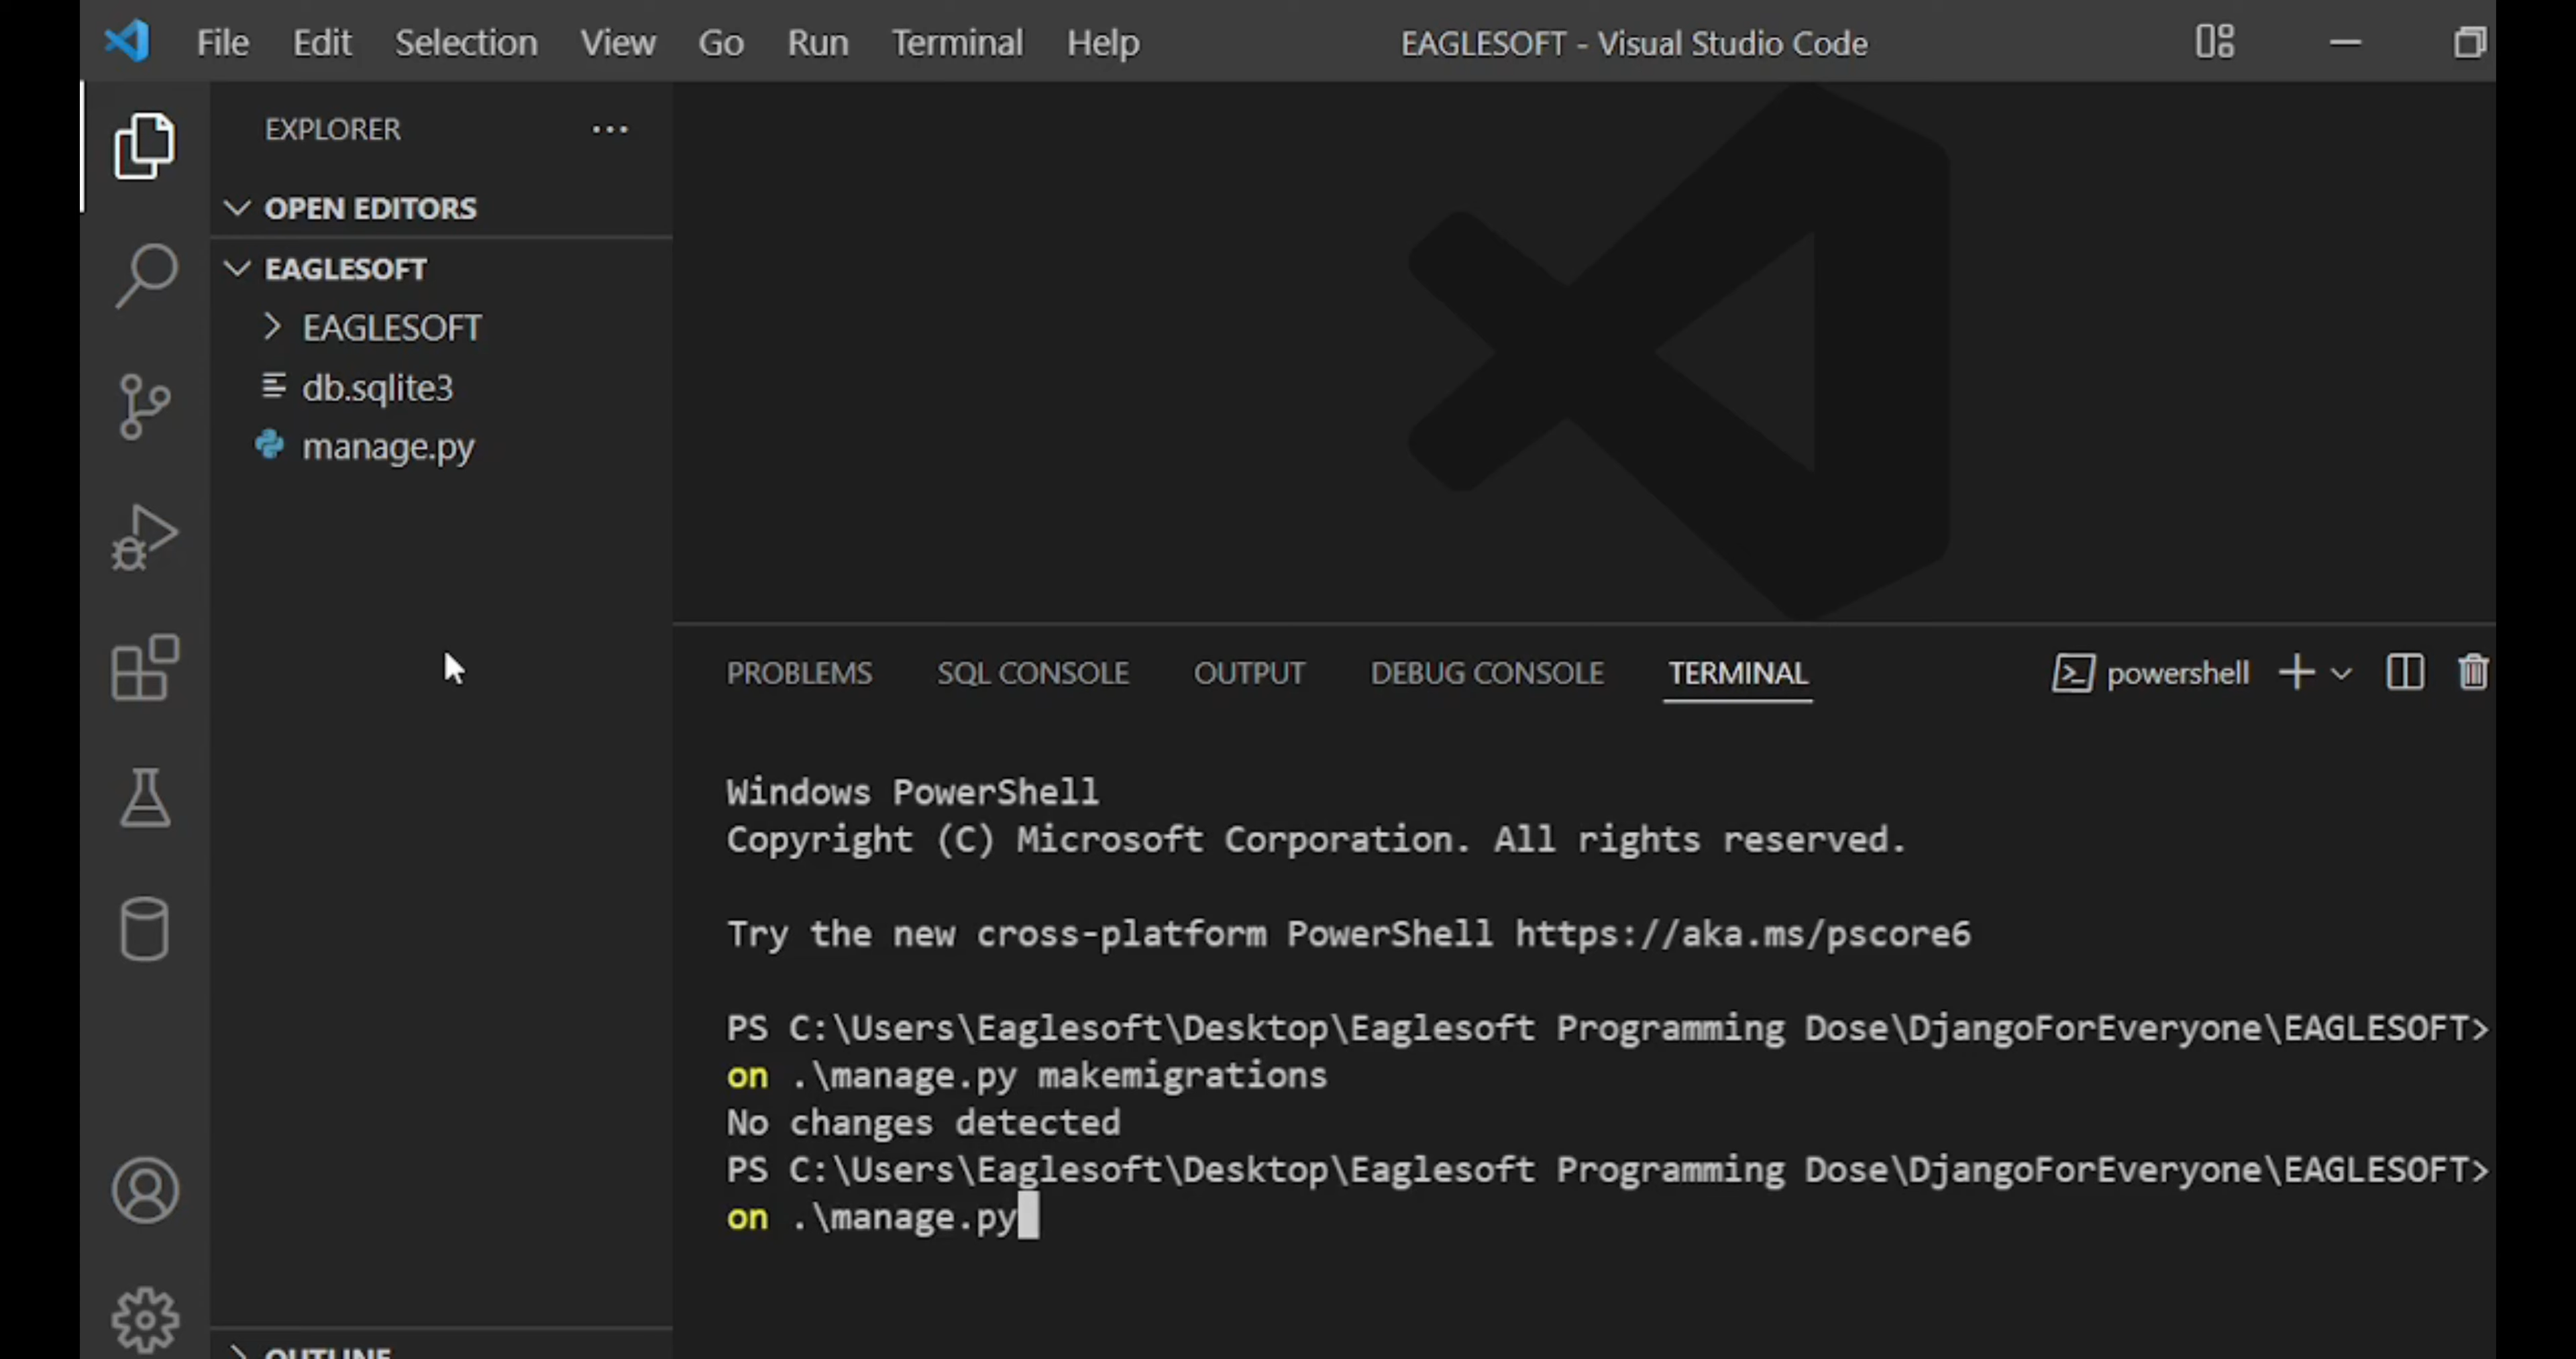 File Edit Selection View Go Run Terminal Help EAGLESOFT - Visual Studio Code
EXPLORER
OPEN EDITORS
EAGLESOFT
EAGLESOFT
db.sqlite3
manage.py
OUTLINE
PROBLEMS SQL CONSOLE OUTPUT DEBUG CONSOLE TERMINAL powershell
Windows PowerShell
Copyright (C) Microsoft Corporation. All rights reserved.
Try the new cross-platform PowerShell https://aka.ms/pscore6
PS C:\Users\Eaglesoft\Desktop\Eaglesoft Programming Dose\DjangoForEveryone\EAGLESOFT>
on .\manage.py makemigrations
No changes detected
PS C:\Users\Eaglesoft\Desktop\Eaglesoft Programming Dose\DjangoForEveryone\EAGLESOFT>
on .\manage.py